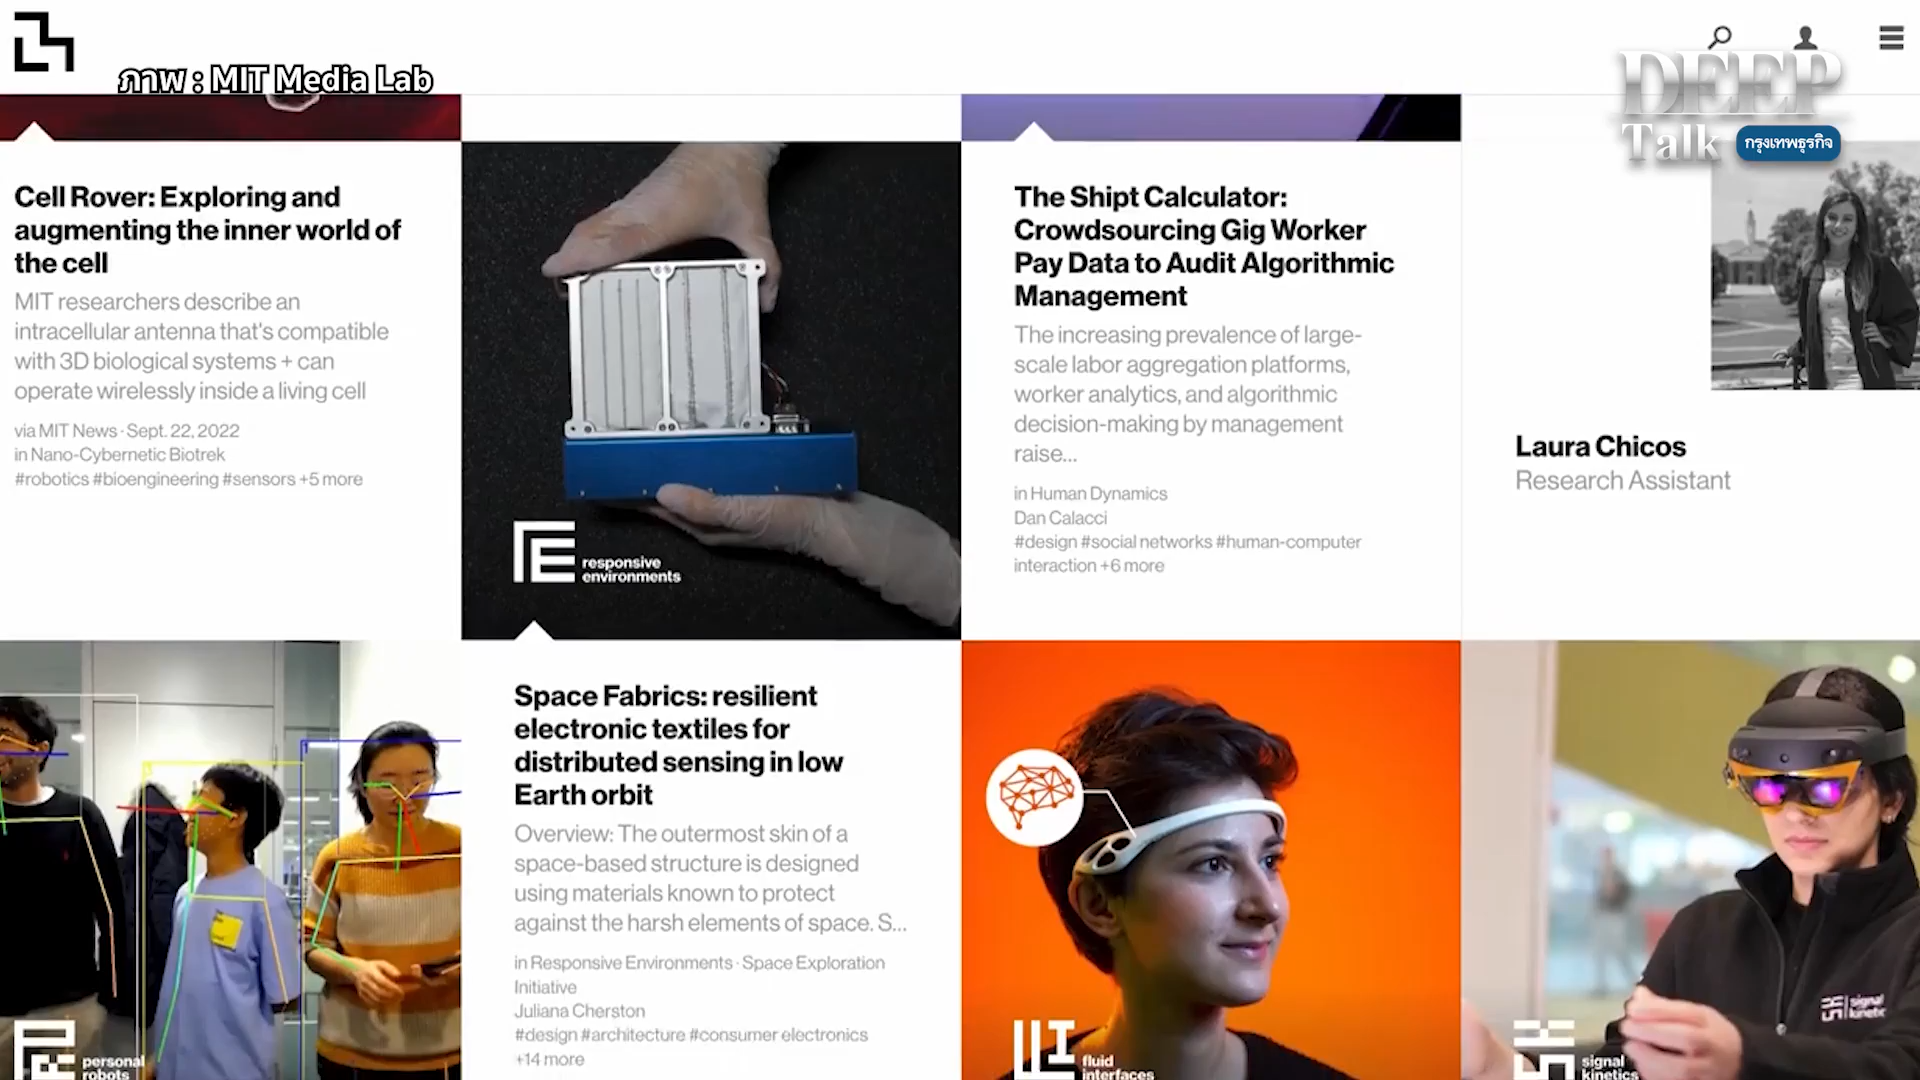 ภาพ : MIT Media Lab
DEEP
Talk กรุงเทพธุรกิจ
Cell Rover: Exploring and
augmenting the inner world of
the cell
MIT researchers describe an
intracellular antenna that's compatible
with 3D biological systems + can
operate wirelessly inside a living cell
via MIT News · Sept. 22, 2022
in Nano-Cybernetic Biotrek
#robotics #bioengineering #sensors +5 more
responsive
environments
The Shipt Calculator:
Crowdsourcing Gig Worker
Pay Data to Audit Algorithmic
Management
The increasing prevalence of large-
scale labor aggregation platforms,
worker analytics, and algorithmic
decision-making by management
raise...
in Human Dynamics
Dan Calacci
#design #social networks #human-computer
interaction +6 more
Laura Chicos
Research Assistant
personal
robots
Space Fabrics: resilient
electronic textiles for
distributed sensing in low
Earth orbit
Overview: The outermost skin of a
space-based structure is designed
using materials known to protect
against the harsh elements of space. S...
in Responsive Environments · Space Exploration
Initiative
Juliana Cherston
#design #architecture #consumer electronics
+14 more
fluid
interfaces
signal
kinetic
signal
kinetics